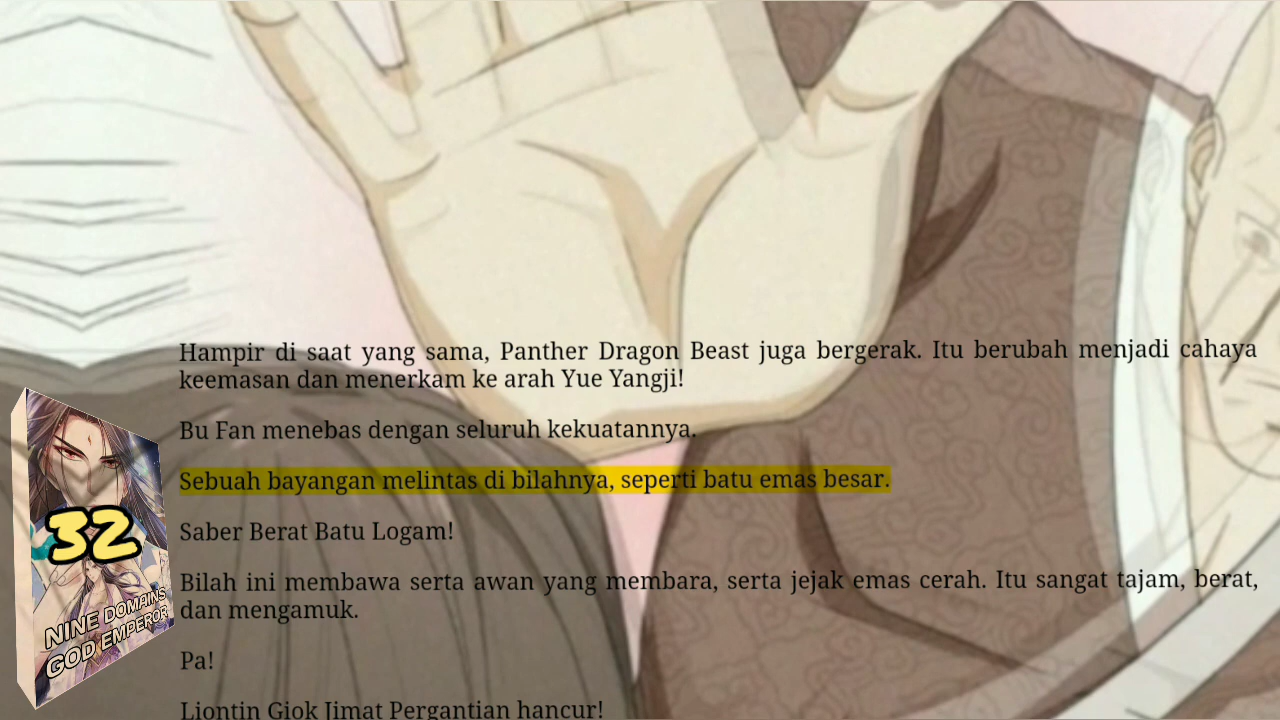 Hampir di saat yang sama, Panther Dragon Beast juga bergerak. Itu berubah menjadi cahaya
keemasan dan menerkam ke arah Yue Yangji!
Bu Fan menebas dengan seluruh kekuatannya.
Sebuah bayangan melintas di bilahnya, seperti batu emas besar.
Saber Berat Batu Logam!
Bilah ini membawa serta awan yang membara, serta jejak emas cerah. Itu sangat tajam, berat,
dan mengamuk.
Pa!
Liontin Giok Jimat Pergantian hancur!
32
NINE DOMAINS
GOD EMPEROR